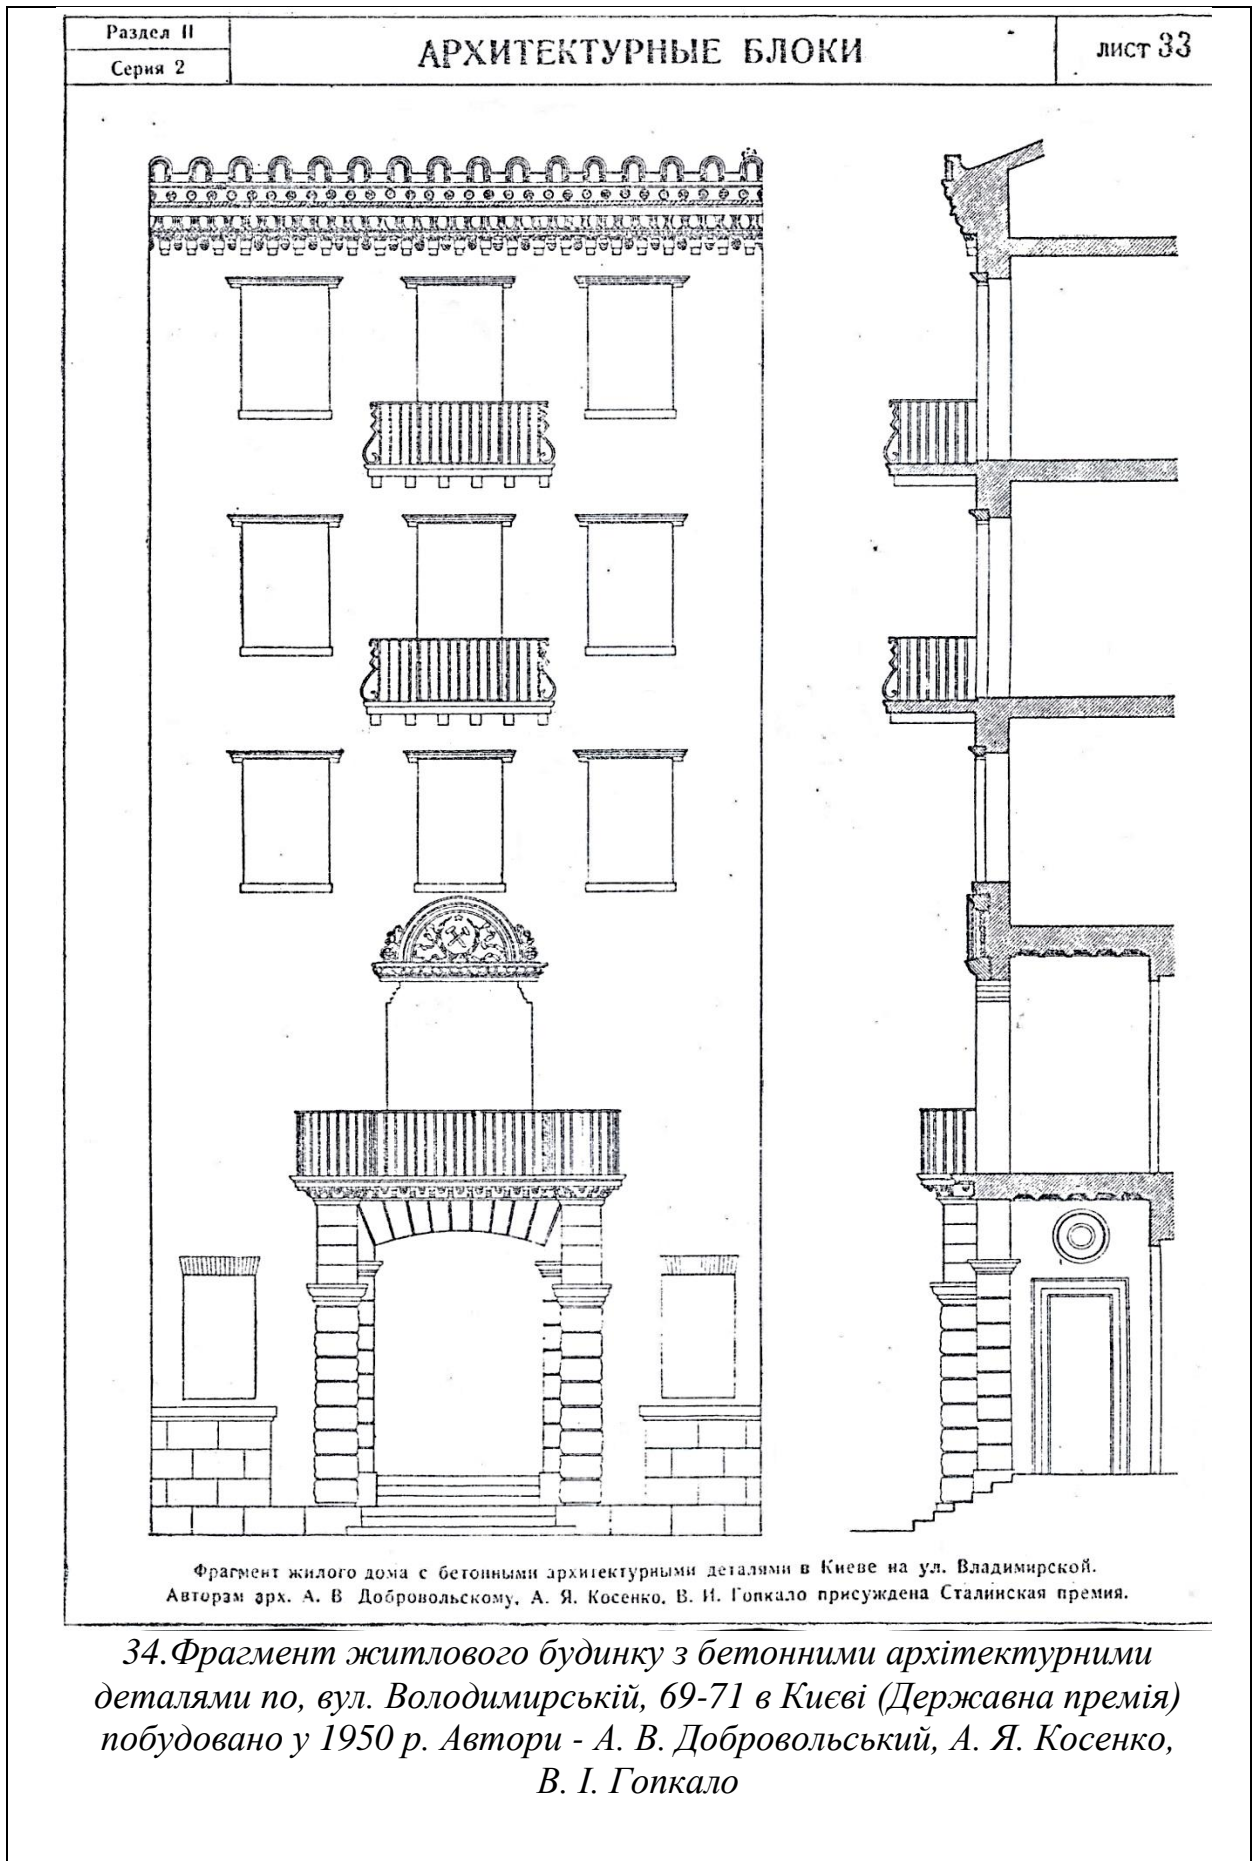 Раздел II
Серия 2
АРХИТЕКТУРНЫЕ БЛОКИ
лист 33
Фрагмент жилого дома с бетонными архитектурными деталями в Киеве на ул. Владимирской.
Авторам арх. А. В Добровольскому, А. Я. Косенко, В. И. Гопкало присуждена Сталинская премия.
34.Фрагмент житлового будинку з бетонними архітектурними
деталями по, вул. Володимирській, 69-71 в Києві (Державна премія)
побудовано у 1950 р. Автори - А. В. Добровольський, А. Я. Косенко,
В. І. Гопкало